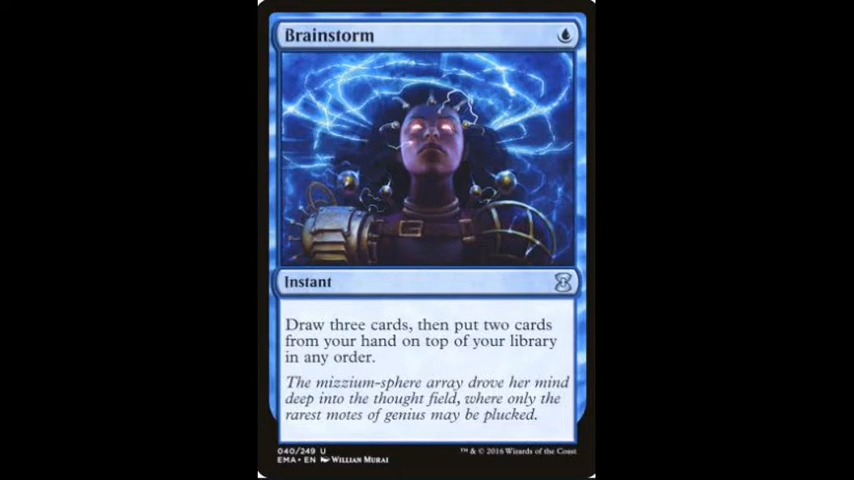 Brainstorm
Instant
Draw three cards, then put two cards
from your hand on top of your library
in any order.
The mizzium-sphere array drove her mind
deep into the thought field, where only the
rarest motes of genius may be plucked.
040/249 U
EMA • EN Willian Murai
™ & © 2016 Wizards of the Coast